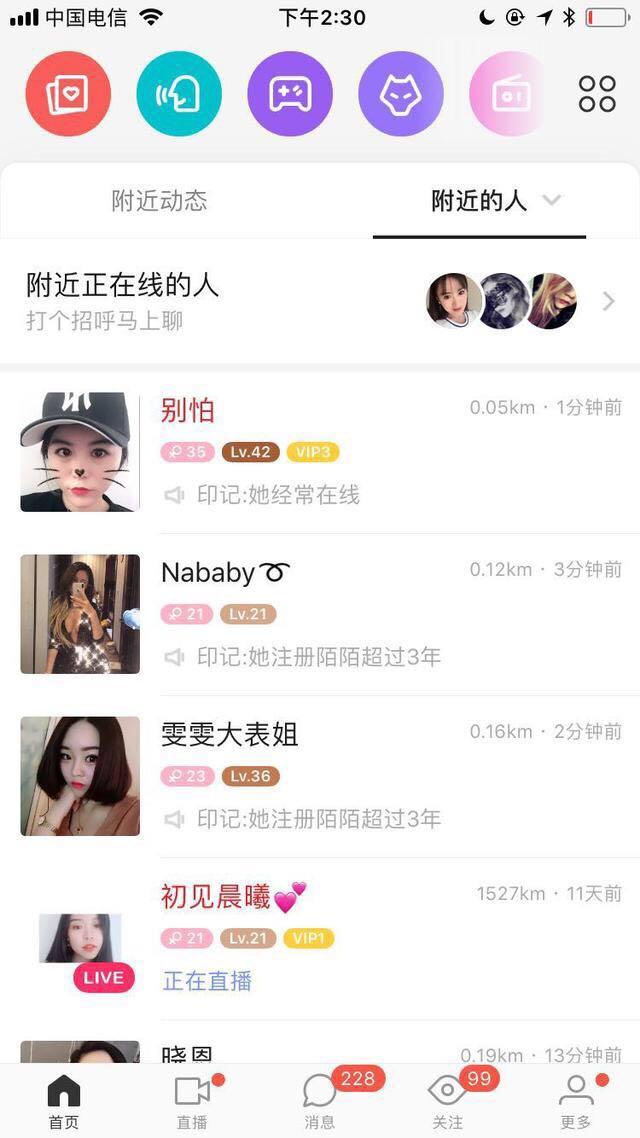 中国电信
下午2:30
附近动态
附近的人
附近正在线的人
打个招呼马上聊
别怕
0.05km · 1分钟前
35 Lv.42 VIP3
印记:她经常在线
Nababy➰
0.12km · 3分钟前
21 Lv.21
印记:她注册陌陌超过3年
雯雯大表姐
0.16km · 2分钟前
23 Lv.36
印记:她注册陌陌超过3年
初见晨曦💕
1527km · 11天前
21 Lv.21 VIP1
LIVE
正在直播
晓恩
0.19km · 13分钟前
228
99
首页
直播
消息
关注
更多